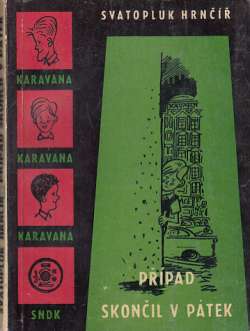 SVATOPLUK HRNČÍŘ
KARAVANA
KARAVANA
KARAVANA
SNDK
PŘÍPAD
SKONČIL V PÁTEK